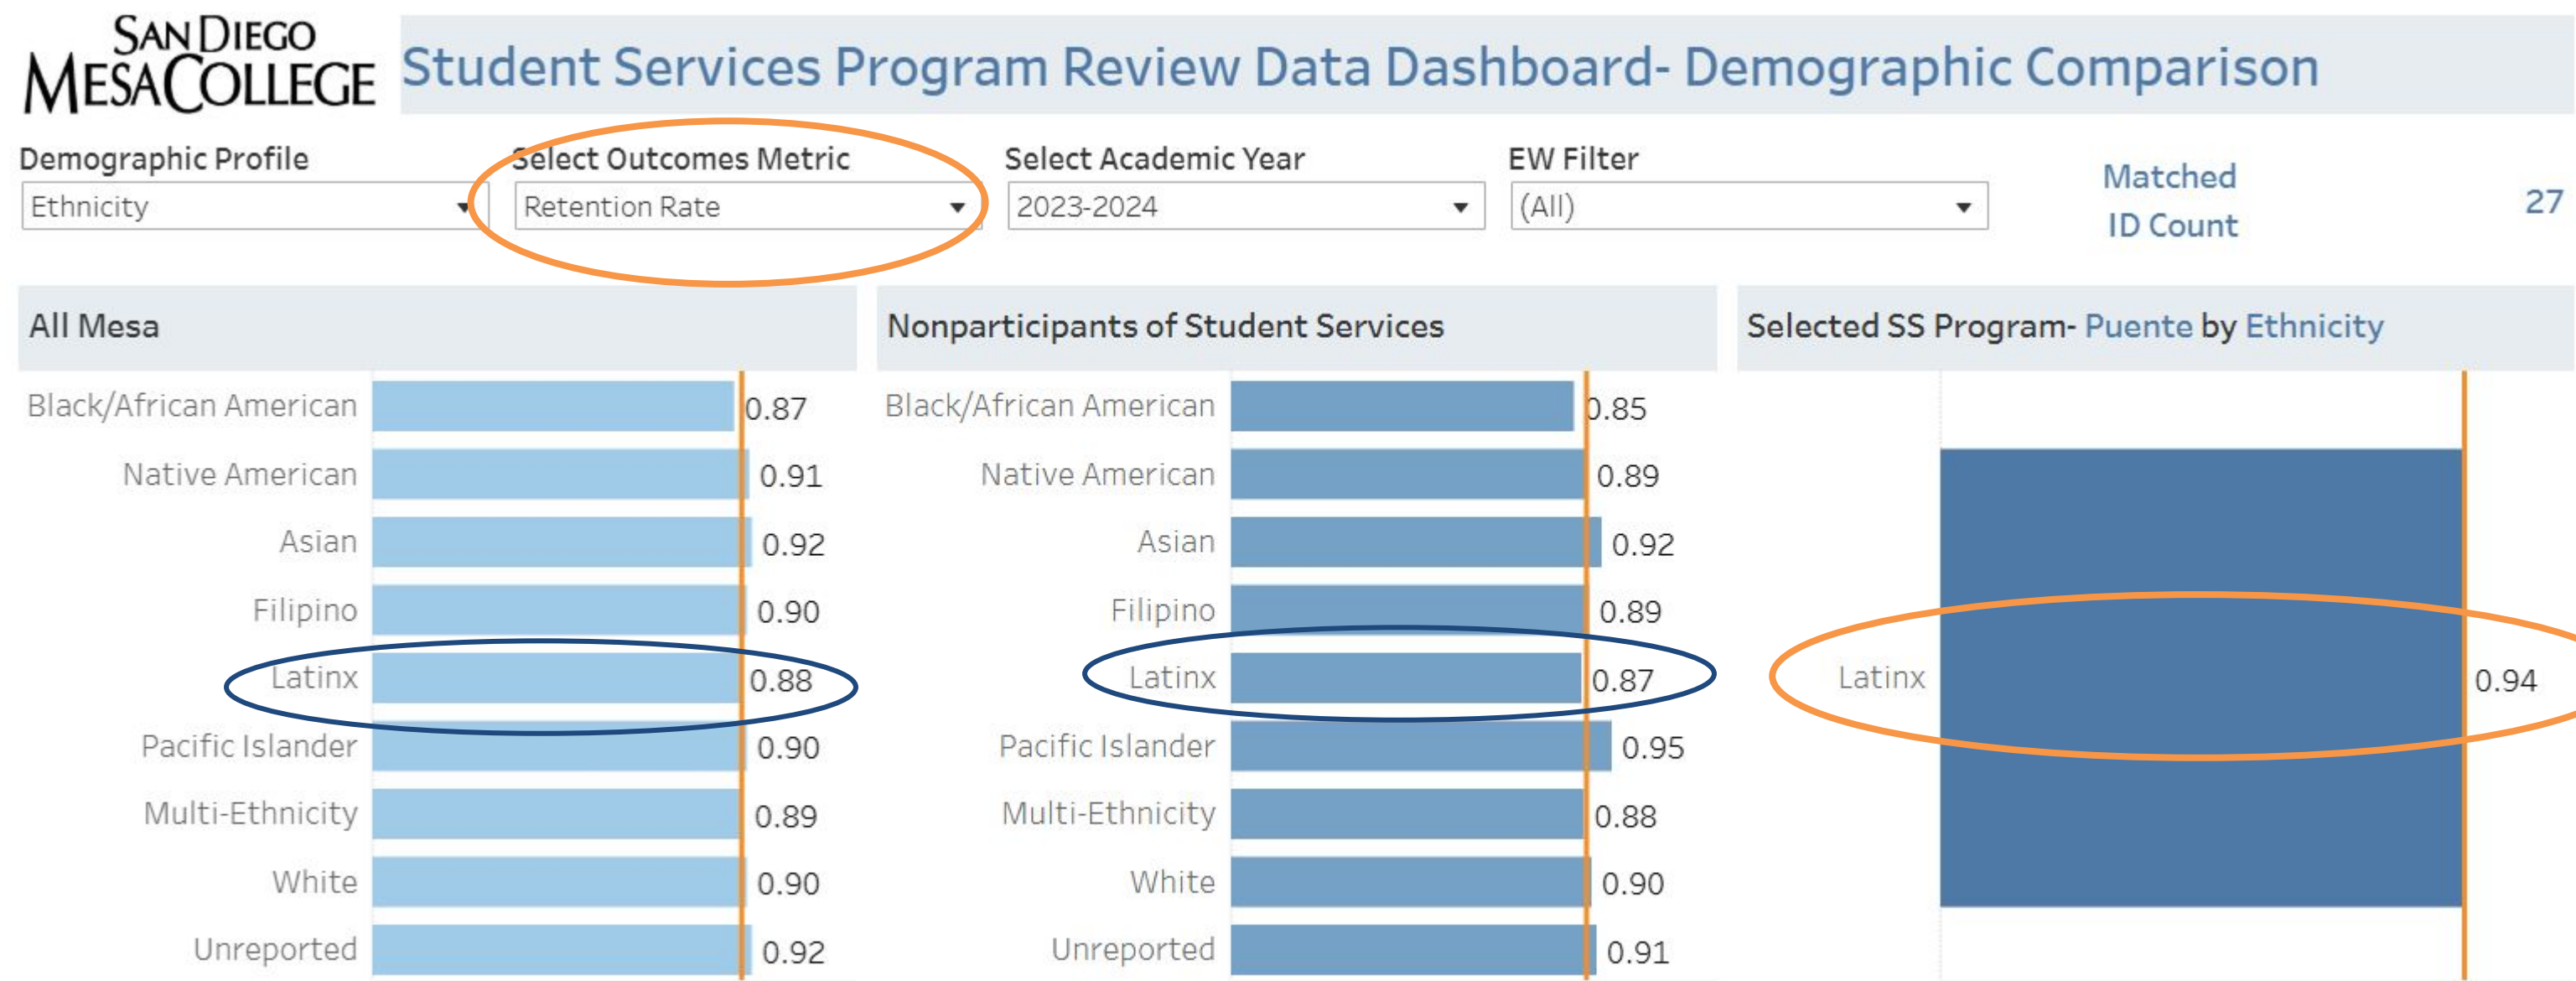 SAN DIEGO
MESA COLLEGE
Student Services Program Review Data Dashboard- Demographic Comparison
Demographic Profile
Ethnicity
Select Outcomes Metric
Retention Rate
Select Academic Year
2023-2024
EW Filter
(All)
Matched
ID Count
27
All Mesa
Black/African American 0.87
Native American 0.91
Asian 0.92
Filipino 0.90
Latinx 0.88
Pacific Islander 0.90
Multi-Ethnicity 0.89
White 0.90
Unreported 0.92
Nonparticipants of Student Services
Black/African American 0.85
Native American 0.89
Asian 0.92
Filipino 0.89
Latinx 0.87
Pacific Islander 0.95
Multi-Ethnicity 0.88
White 0.90
Unreported 0.91
Selected SS Program- Puente by Ethnicity
Latinx 0.94